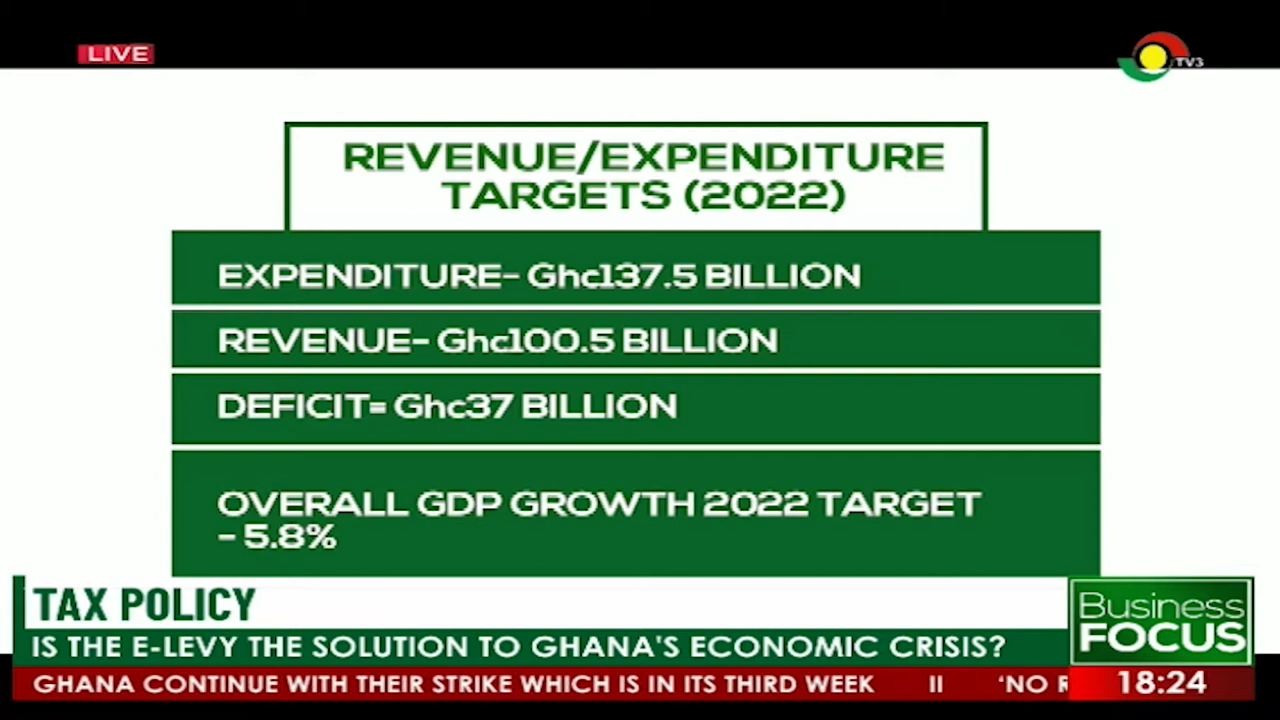 LIVE
TV3
REVENUE/EXPENDITURE
TARGETS (2022)
EXPENDITURE- Ghc137.5 BILLION
REVENUE- Ghc100.5 BILLION
DEFICIT= Ghc37 BILLION
OVERALL GDP GROWTH 2022 TARGET
- 5.8%
TAX POLICY
Business
FOCUS
IS THE E-LEVY THE SOLUTION TO GHANA'S ECONOMIC CRISIS?
GHANA CONTINUE WITH THEIR STRIKE WHICH IS IN ITS THIRD WEEK II 'NO
18:24